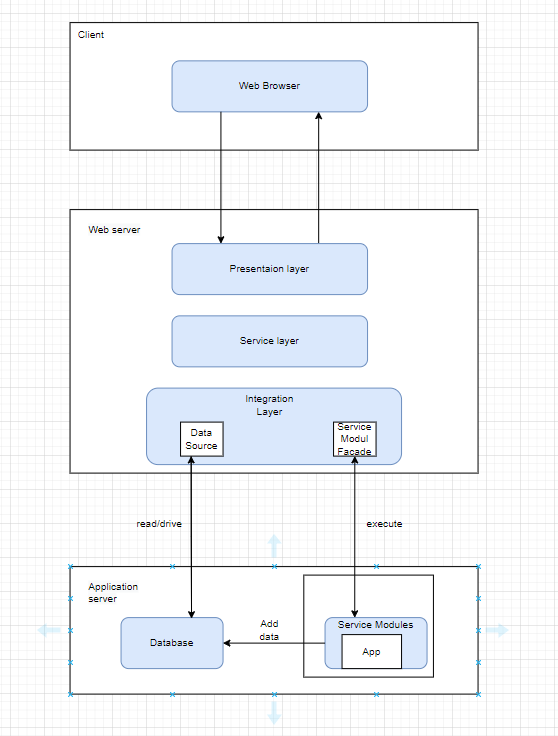 Client
Web Browser
Web server
Presentaion layer
Service layer
Integration
Layer
Data
Source
Service
Modul
Facade
read/drive
execute
Application
server
Database
Add
data
Service Modules
App